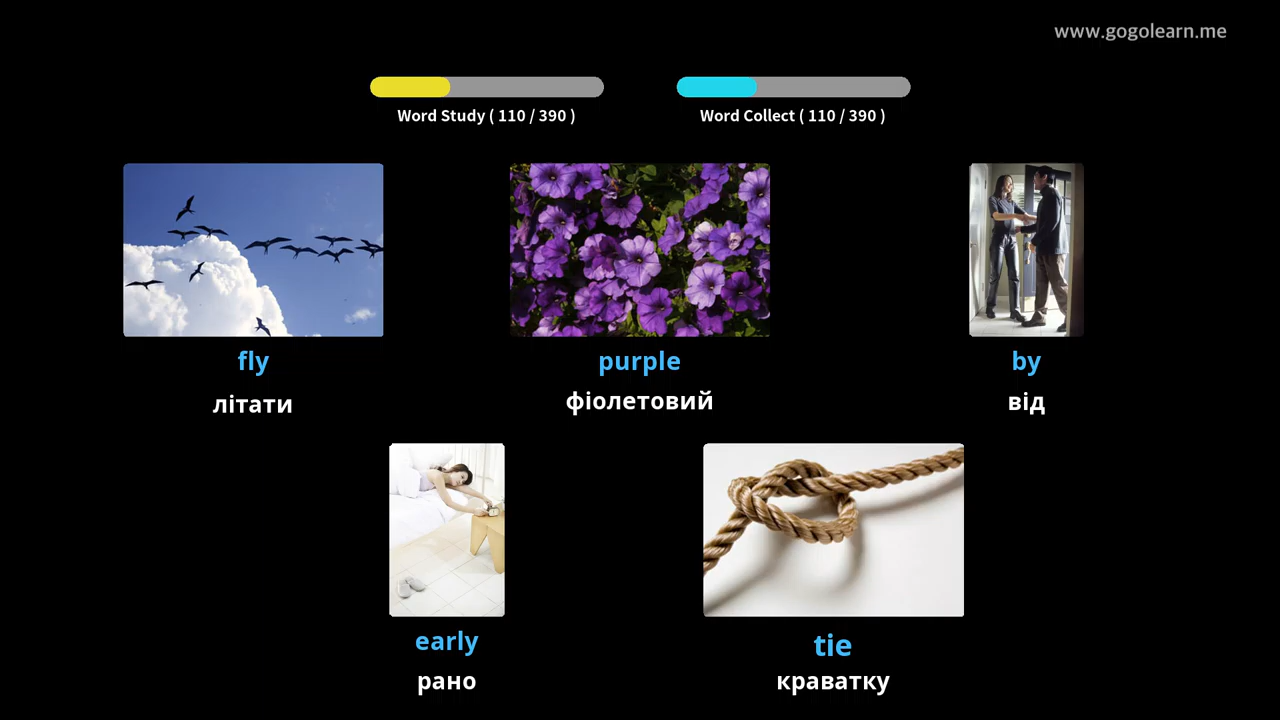 www.gogolearn.me
Word Study ( 110 / 390 )
Word Collect ( 110 / 390 )
fly
літати
purple
фіолетовий
by
від
early
рано
tie
краватку